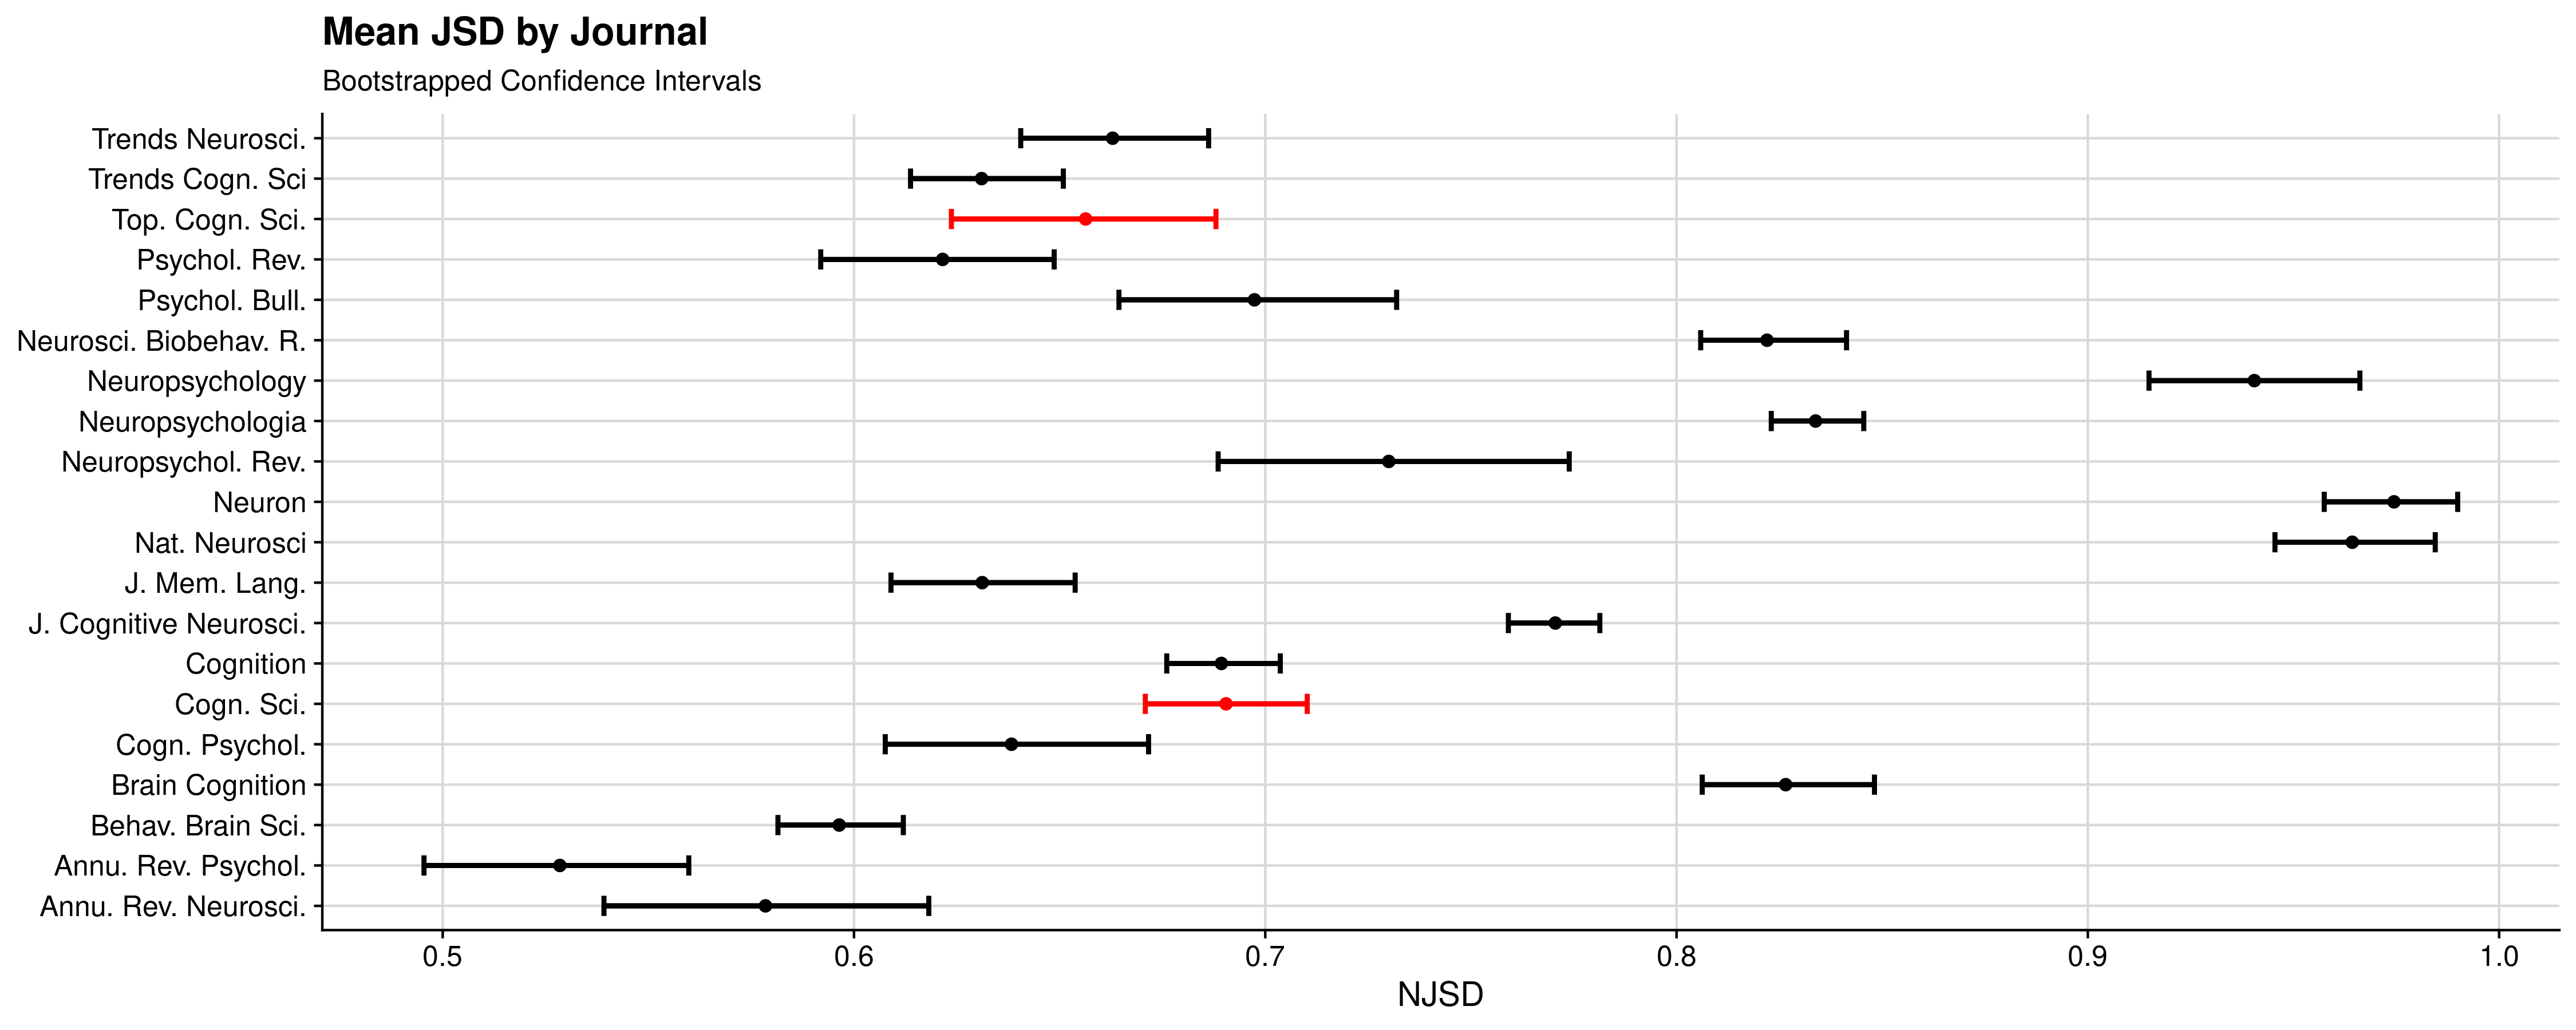 Mean JSD by Journal
Bootstrapped Confidence Intervals
Trends Neurosci.
Trends Cogn. Sci
Top. Cogn. Sci.
Psychol. Rev.
Psychol. Bull.
Neurosci. Biobehav. R.
Neuropsychology
Neuropsychologia
Neuropsychol. Rev.
Neuron
Nat. Neurosci
J. Mem. Lang.
J. Cognitive Neurosci.
Cognition
Cogn. Sci.
Cogn. Psychol.
Brain Cognition
Behav. Brain Sci.
Annu. Rev. Psychol.
Annu. Rev. Neurosci.
0.5 0.6 0.7 0.8 0.9 1.0
NJSD